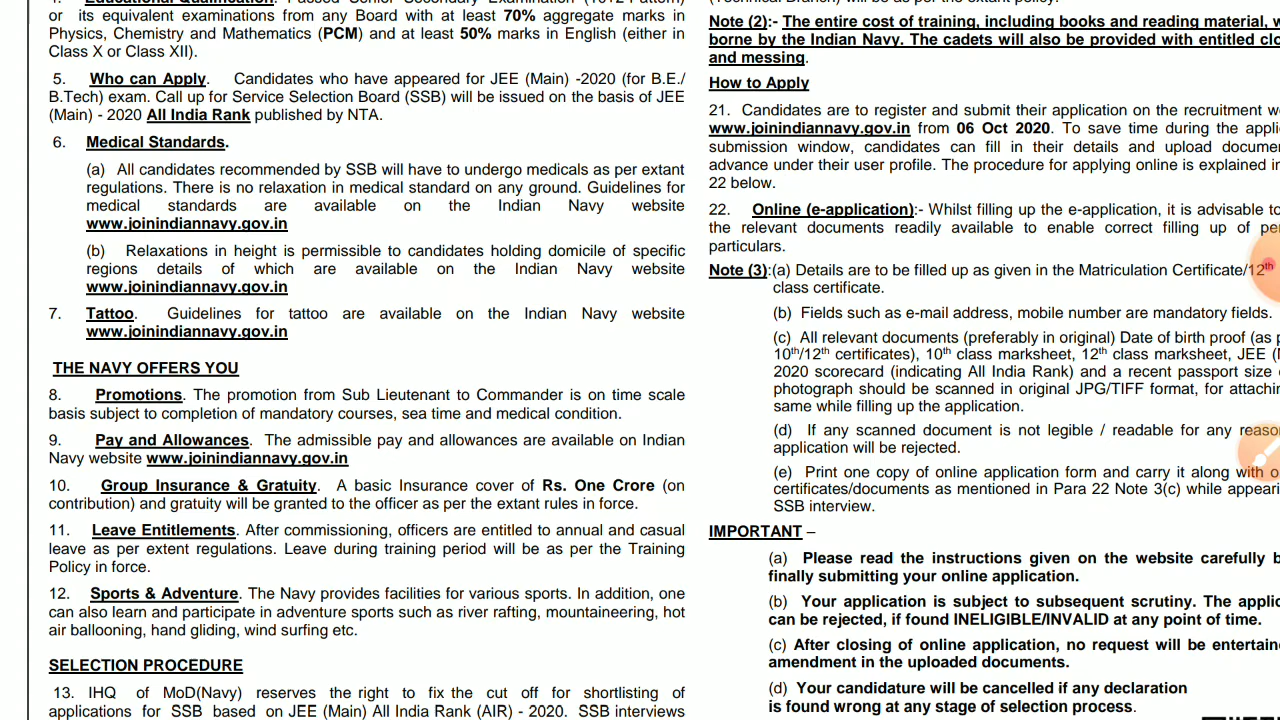 or its equivalent examinations from any Board with at least 70% aggregate marks in
Physics, Chemistry and Mathematics (PCM) and at least 50% marks in English (either in
Class X or Class XII).
5. Who can Apply. Candidates who have appeared for JEE (Main) -2020 (for B.E./
B.Tech) exam. Call up for Service Selection Board (SSB) will be issued on the basis of JEE
(Main) - 2020 All India Rank published by NTA.
6. Medical Standards.
(a) All candidates recommended by SSB will have to undergo medicals as per extant
regulations. There is no relaxation in medical standard on any ground. Guidelines for
medical standards are available on the Indian Navy website
www.joinindiannavy.gov.in
(b) Relaxations in height is permissible to candidates holding domicile of specific
regions details of which are available on the Indian Navy website
www.joinindiannavy.gov.in
7. Tattoo. Guidelines for tattoo are available on the Indian Navy website
www.joinindiannavy.gov.in
THE NAVY OFFERS YOU
8. Promotions. The promotion from Sub Lieutenant to Commander is on time scale
basis subject to completion of mandatory courses, sea time and medical condition.
9. Pay and Allowances. The admissible pay and allowances are available on Indian
Navy website www.joinindiannavy.gov.in
10. Group Insurance & Gratuity. A basic Insurance cover of Rs. One Crore (on
contribution) and gratuity will be granted to the officer as per the extant rules in force.
11. Leave Entitlements. After commissioning, officers are entitled to annual and casual
leave as per extent regulations. Leave during training period will be as per the Training
Policy in force.
12. Sports & Adventure. The Navy provides facilities for various sports. In addition, one
can also learn and participate in adventure sports such as river rafting, mountaineering, hot
air ballooning, hand gliding, wind surfing etc.
SELECTION PROCEDURE
13. IHQ of MoD(Navy) reserves the right to fix the cut off for shortlisting of
applications for SSB based on JEE (Main) All India Rank (AIR) - 2020. SSB interviews
Note (2):- The entire cost of training, including books and reading material,
borne by the Indian Navy. The cadets will also be provided with entitled
and messing.
How to Apply
21. Candidates are to register and submit their application on the recruitment
www.joinindiannavy.gov.in from 06 Oct 2020. To save time during the
submission window, candidates can fill in their details and upload
advance under their user profile. The procedure for applying online is explained in
22 below.
22. Online (e-application):- Whilst filling up the e-application, it is advisable to
the relevant documents readily available to enable correct filling up of
particulars.
Note (3):(a) Details are to be filled up as given in the Matriculation Certificate/12th
class certificate.
(b) Fields such as e-mail address, mobile number are mandatory fields.
(c) All relevant documents (preferably in original) Date of birth proof (as
10th/12th certificates), 10th class marksheet, 12th class marksheet, JEE
2020 scorecard (indicating All India Rank) and a recent passport size
photograph should be scanned in original JPG/TIFF format, for
same while filling up the application.
(d) If any scanned document is not legible / readable for any
application will be rejected.
(e) Print one copy of online application form and carry it along with
certificates/documents as mentioned in Para 22 Note 3(c) while
SSB interview.
IMPORTANT –
(a) Please read the instructions given on the website carefully
finally submitting your online application.
(b) Your application is subject to subsequent scrutiny. The
can be rejected, if found INELIGIBLE/INVALID at any point of time.
(c) After closing of online application, no request will be
amendment in the uploaded documents.
(d) Your candidature will be cancelled if any declaration
is found wrong at any stage of selection process.